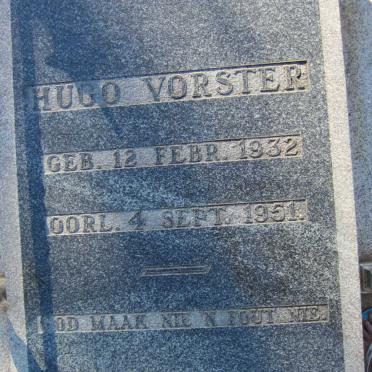 HUGO VORSTER
GEB. 12 FEBR. 1932
OORL. 4 SEPT. 1951.
GOD MAAK NIE 'N FOUT NIE.